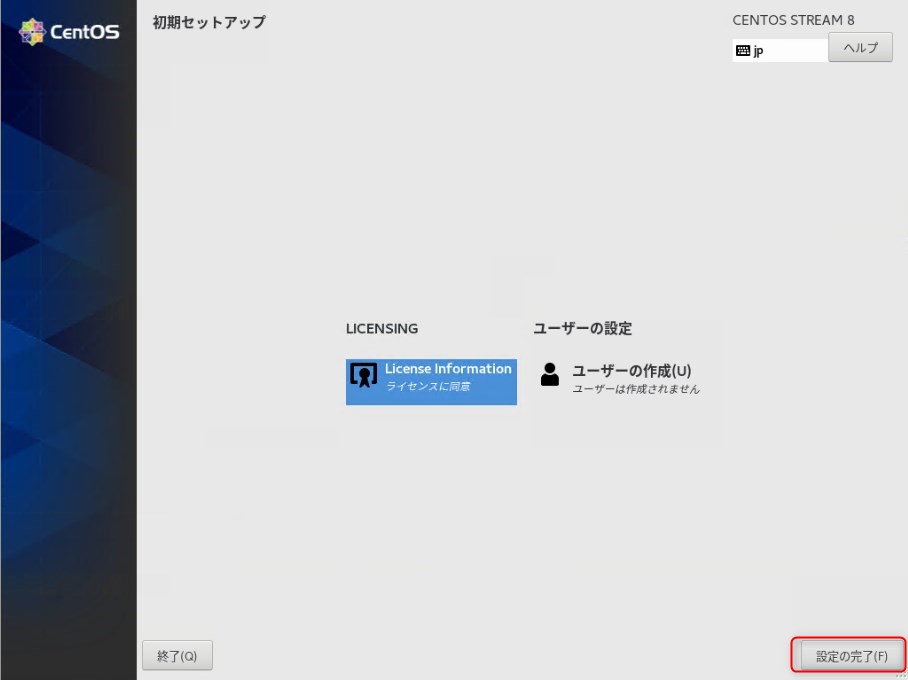 CentOS
初期セットアップ
CENTOS STREAM 8
jp
ヘルプ
LICENSING
License Information
ライセンスに同意
ユーザーの設定
ユーザーの作成(U)
ユーザーは作成されません
終了(Q)
設定の完了(F)